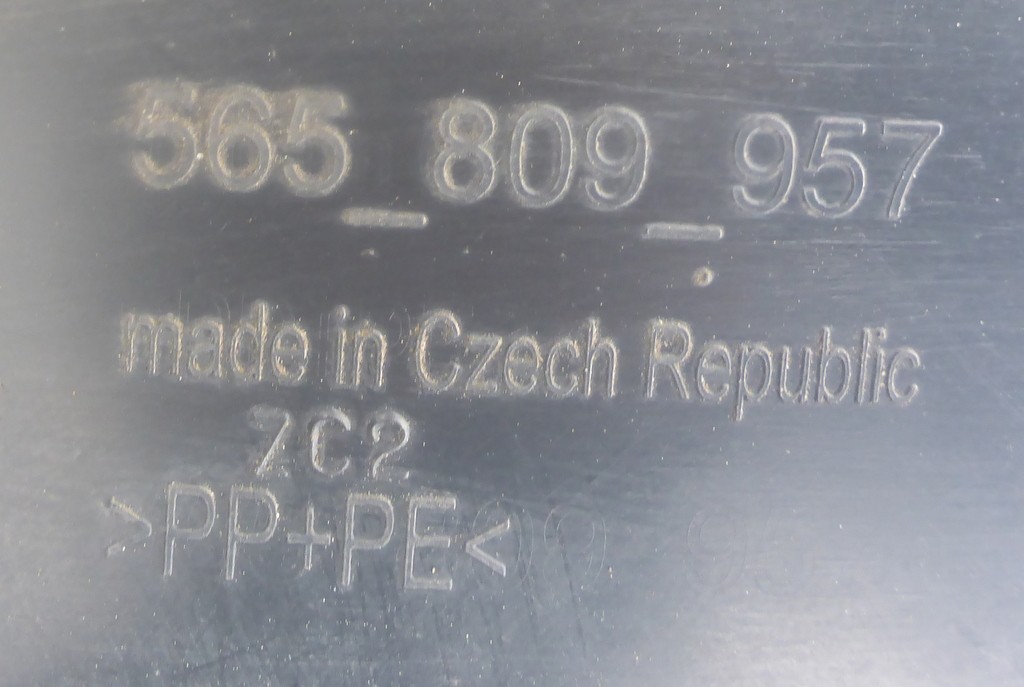 565_809_957
made in Czech Republic
7C2
>PP+PE<